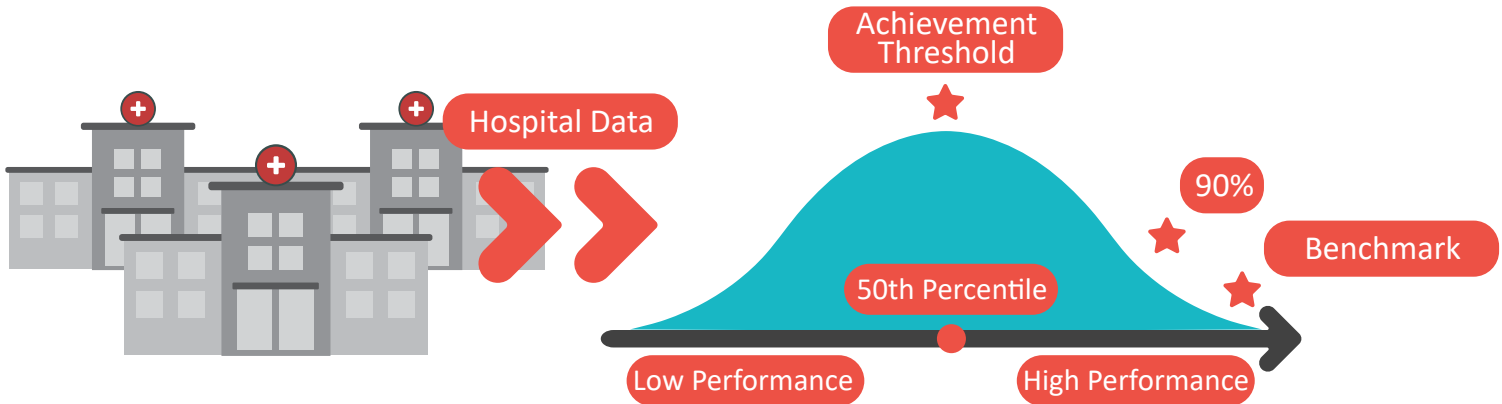 Hospital Data
Achievement
Threshold
90%
Benchmark
50th Percentile
Low Performance
High Performance